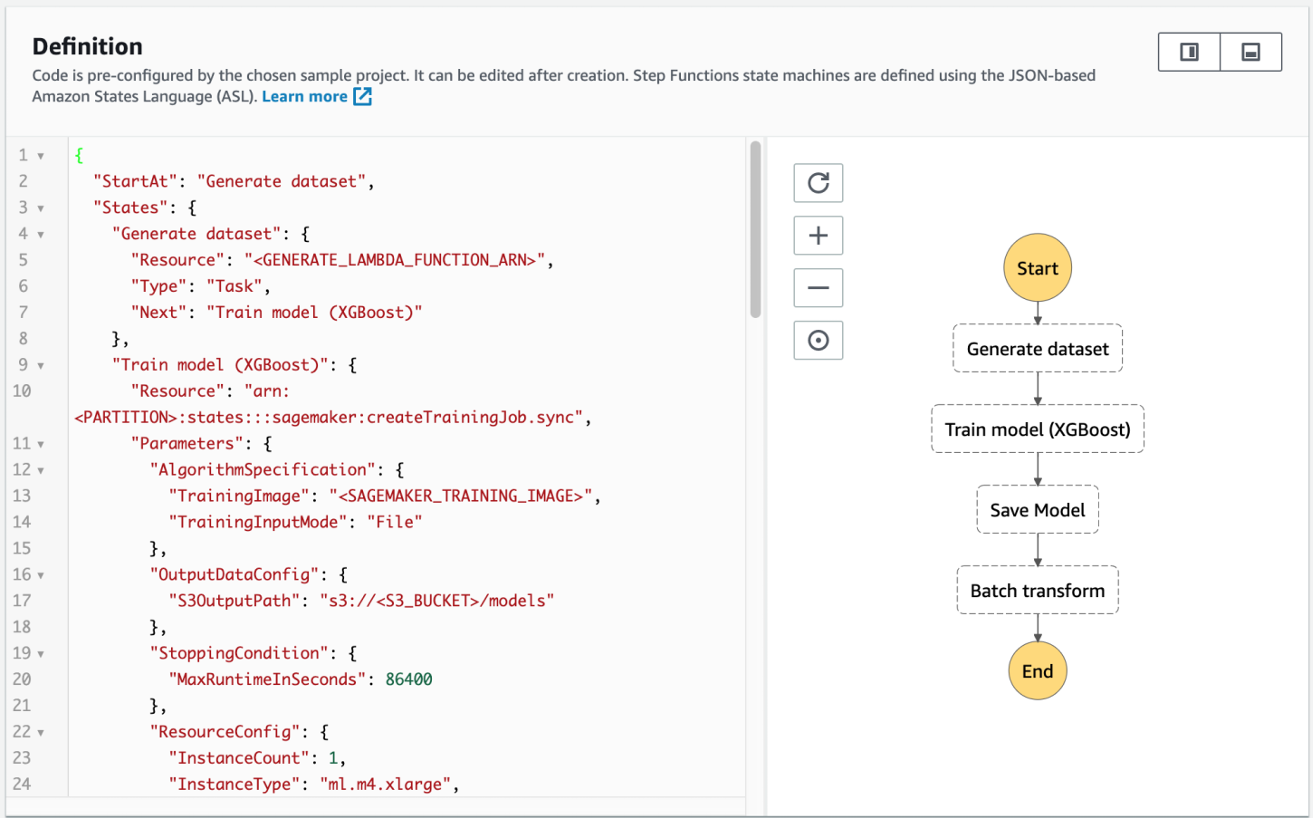 Definition
Code is pre-configured by the chosen sample project. It can be edited after creation. Step Functions state machines are defined using the JSON-based
Amazon States Language (ASL). Learn more
1 {
2 "StartAt": "Generate dataset",
3 "States": {
4 "Generate dataset": {
5 "Resource": "<GENERATE_LAMBDA_FUNCTION_ARN>",
6 "Type": "Task",
7 "Next": "Train model (XGBoost)"
8 },
9 "Train model (XGBoost)": {
10 "Resource": "arn:
<PARTITION>:states:::sagemaker:createTrainingJob.sync",
11 "Parameters": {
12 "AlgorithmSpecification": {
13 "TrainingImage": "<SAGEMAKER_TRAINING_IMAGE>",
14 "TrainingInputMode": "File"
15 },
16 "OutputDataConfig": {
17 "S3OutputPath": "s3://<S3_BUCKET>/models"
18 },
19 "StoppingCondition": {
20 "MaxRuntimeInSeconds": 86400
21 },
22 "ResourceConfig": {
23 "InstanceCount": 1,
24 "InstanceType": "ml.m4.xlarge",
Start
Generate dataset
Train model (XGBoost)
Save Model
Batch transform
End